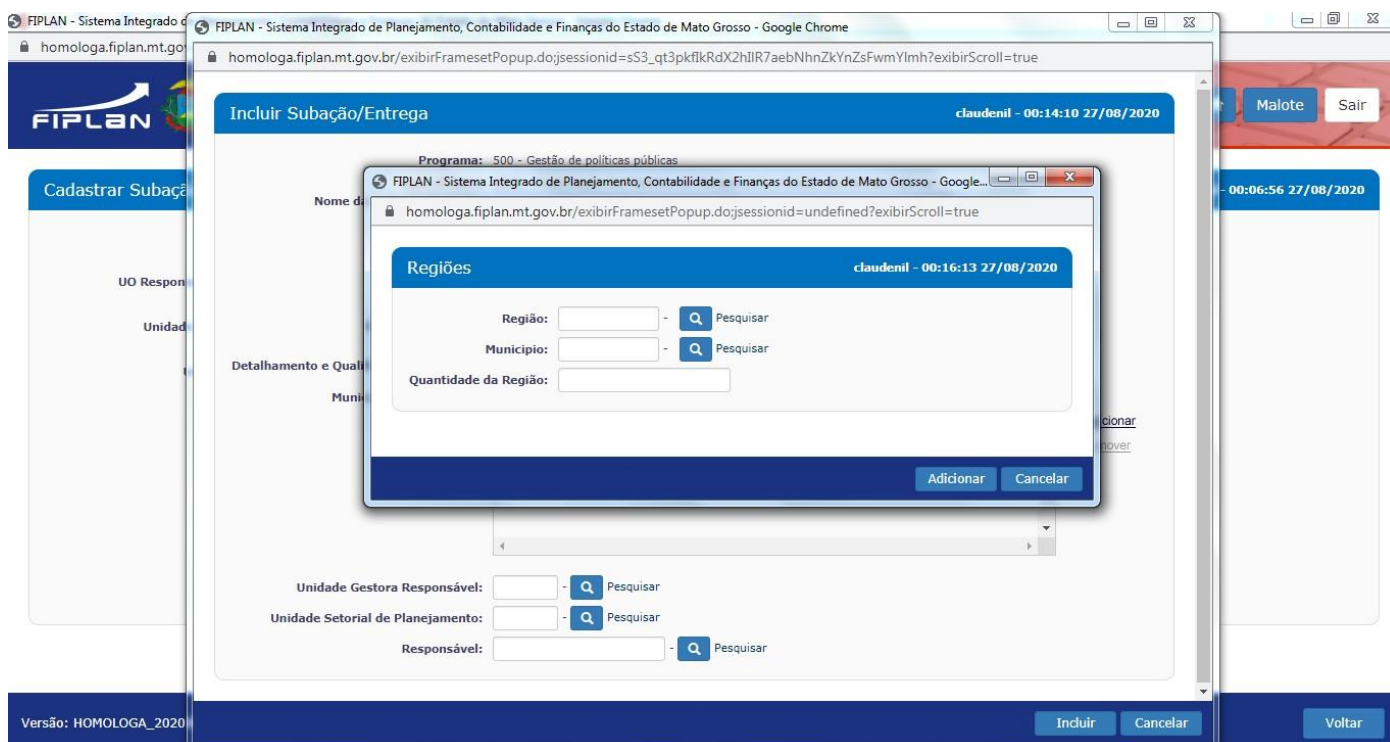 FIPLAN - Sistema Integrado d
FIPLAN - Sistema Integrado de Planejamento, Contabilidade e Finanças do Estado de Mato Grosso - Google Chrome
homologa.fiplan.mt.go
homologa.fiplan.mt.gov.br/exibirFramesetPopup.do;jsessionid=sS3_qt3pkfIkRdX2hIlR7aebNhnZkYnZsFwmYlmh?exibirScroll=true
FIPLAN
Malote
Sair
Incluir Subação/Entrega
claudenil - 00:14:10 27/08/2020
Programa: 500 - Gestão de políticas públicas
Cadastrar Subaçã
- 00:06:56 27/08/2020
Nome da
FIPLAN - Sistema Integrado de Planejamento, Contabilidade e Finanças do Estado de Mato Grosso - Google...
homologa.fiplan.mt.gov.br/exibirFramesetPopup.do;jsessionid=undefined?exibirScroll=true
Regiões
claudenil - 00:16:13 27/08/2020
UO Respon
Unidad
Região: - Pesquisar
Municipio: - Pesquisar
Quantidade da Região:
Detalhamento e Quali
Munic
cionar
mover
Adicionar
Cancelar
Unidade Gestora Responsável: - Pesquisar
Unidade Setorial de Planejamento: - Pesquisar
Responsável: - Pesquisar
Versão: HOMOLOGA_2020
Incluir
Cancelar
Voltar